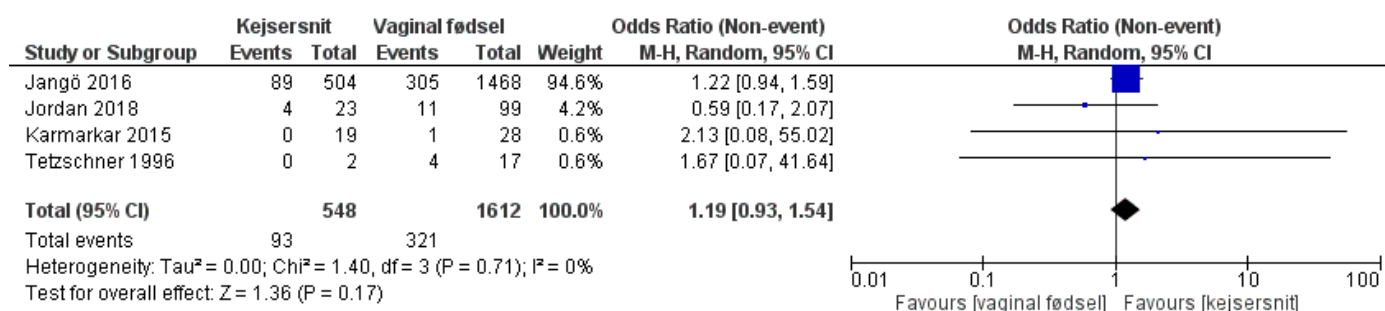 Kejsersnit Vaginal fødsel Odds Ratio (Non-event) Odds Ratio (Non-event)
Study or Subgroup Events Total Events Total Weight M-H, Random, 95% CI M-H, Random, 95% CI
Jangö 2016 89 504 305 1468 94.6% 1.22 [0.94, 1.59]
Jordan 2018 4 23 11 99 4.2% 0.59 [0.17, 2.07]
Karmarkar 2015 0 19 1 28 0.6% 2.13 [0.08, 55.02]
Tetzschner 1996 0 2 4 17 0.6% 1.67 [0.07, 41.64]
Total (95% CI) 548 1612 100.0% 1.19 [0.93, 1.54]
Total events 93 321
Heterogeneity: Tau² = 0.00; Chi² = 1.40, df = 3 (P = 0.71); I² = 0%
Test for overall effect: Z = 1.36 (P = 0.17)
0.01 0.1 1 10 100
Favours [vaginal fødsel] Favours [kejsersnit]